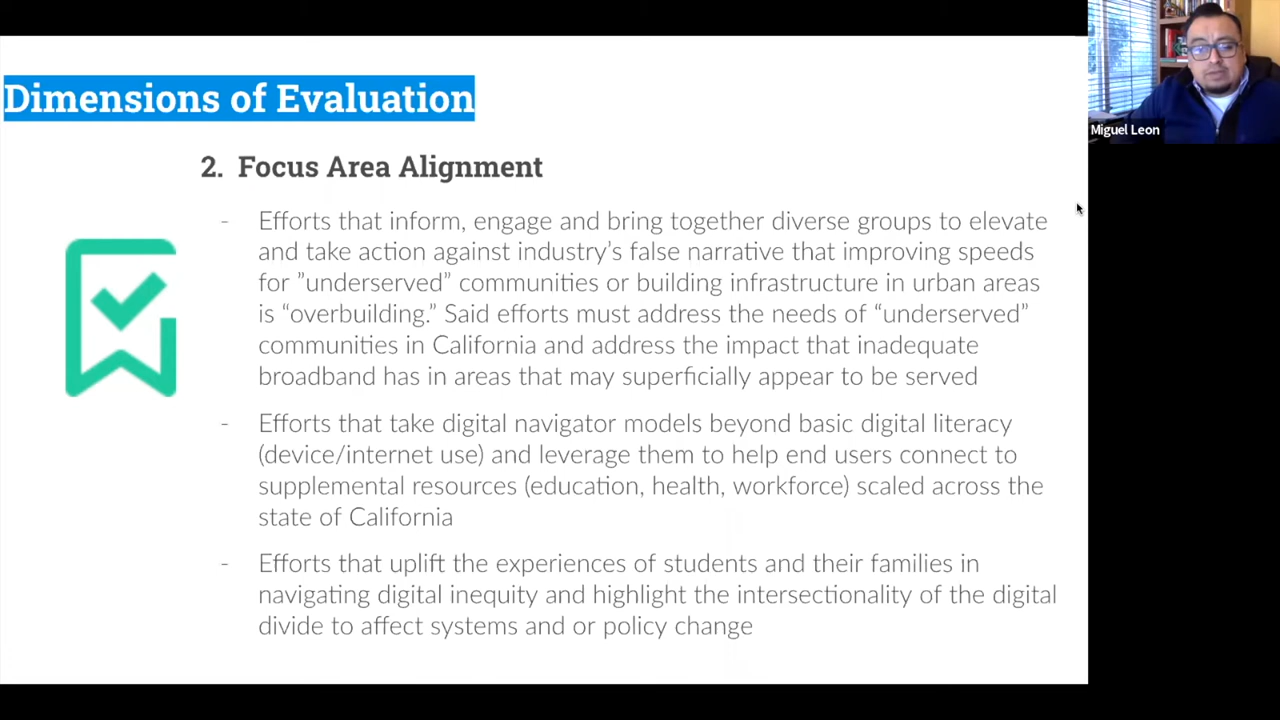 Dimensions of Evaluation
2. Focus Area Alignment
- Efforts that inform, engage and bring together diverse groups to elevate
and take action against industry’s false narrative that improving speeds
for ”underserved” communities or building infrastructure in urban areas
is “overbuilding.” Said efforts must address the needs of “underserved”
communities in California and address the impact that inadequate
broadband has in areas that may superficially appear to be served
- Efforts that take digital navigator models beyond basic digital literacy
(device/internet use) and leverage them to help end users connect to
supplemental resources (education, health, workforce) scaled across the
state of California
- Efforts that uplift the experiences of students and their families in
navigating digital inequity and highlight the intersectionality of the digital
divide to affect systems and or policy change
Miguel Leon